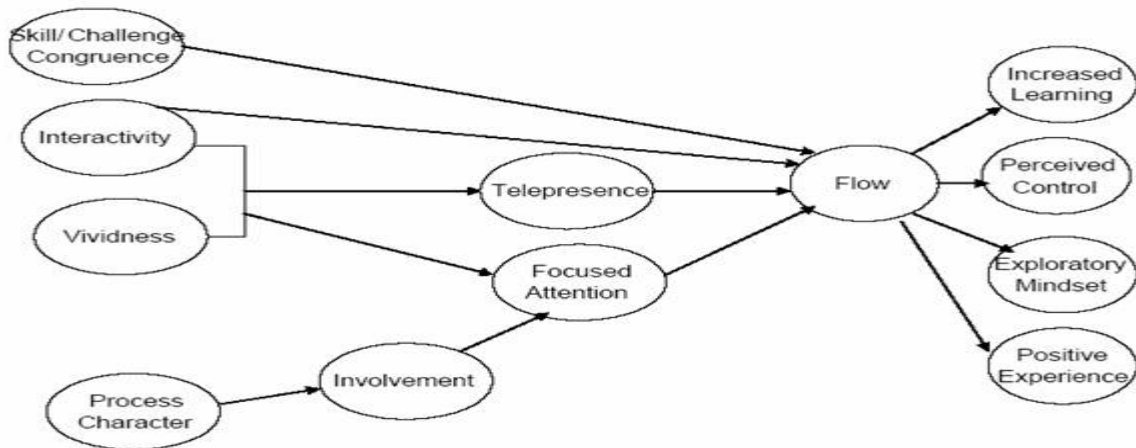 Skill/Challenge
Congruence
Interactivity
Vividness
Process
Character
Involvement
Telepresence
Focused
Attention
Flow
Increased
Learning
Perceived
Control
Exploratory
Mindset
Positive
Experience